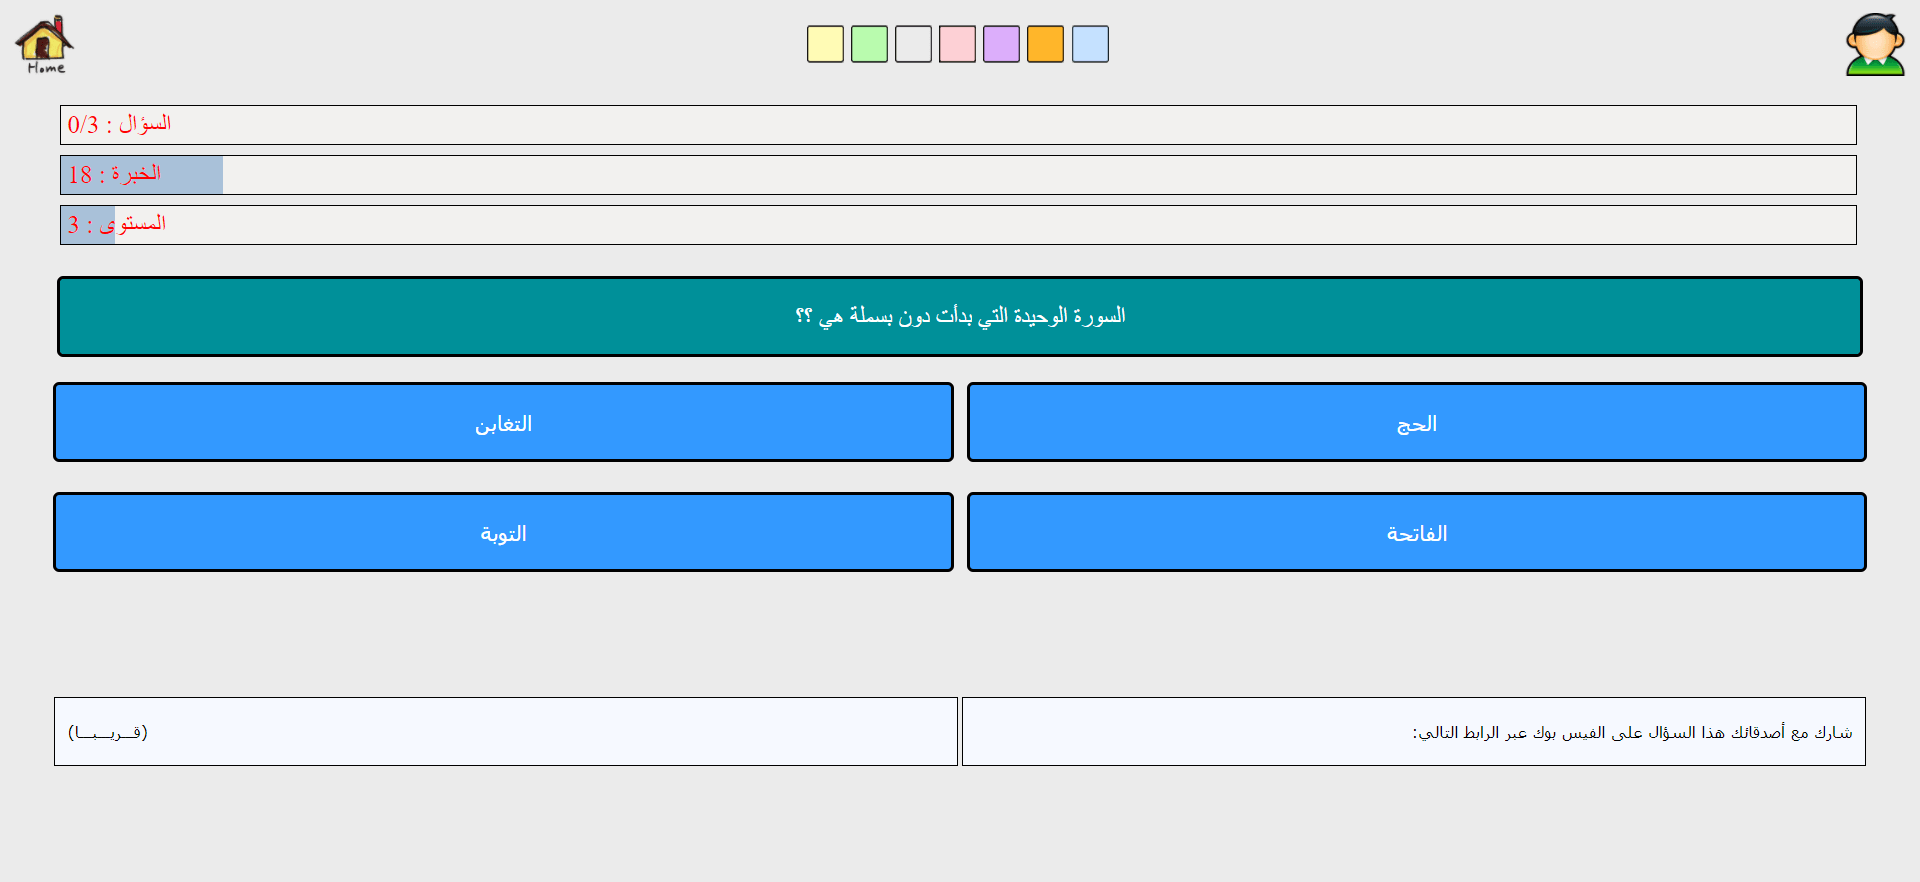 Home
السؤال : 0/3
الخبرة : 18
المستوى : 3
السورة الوحيدة التي بدأت دون بسملة هي ؟؟
الحج
التغابن
الفاتحة
التوبة
شارك مع أصدقائك هذا السؤال على الفيس بوك عبر الرابط التالي:
(قـــريـــبـــا)